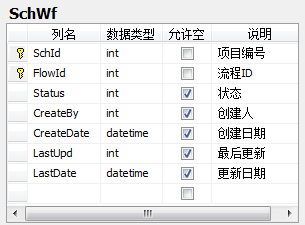 SchWf
列名 数据类型 允许空 说明
SchId int 项目编号
FlowId int 流程ID
Status int 状态
CreateBy int 创建人
CreateDate datetime 创建日期
LastUpd int 最后更新
LastDate datetime 更新日期